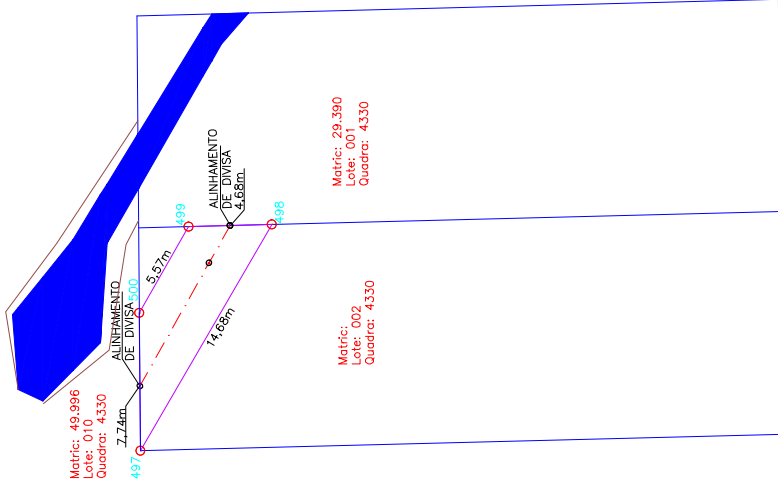 Matric: 29.390
Lote: 001
Quadra: 4330
ALINHAMENTO
DE DIVISA
4,68m
499
498
5,57m
500
ALINHAMENTO
DE DIVISA
14,68m
Matric:
Lote: 002
Quadra: 4330
7,74m
497
Matric: 49.996
Lote: 010
Quadra: 4330